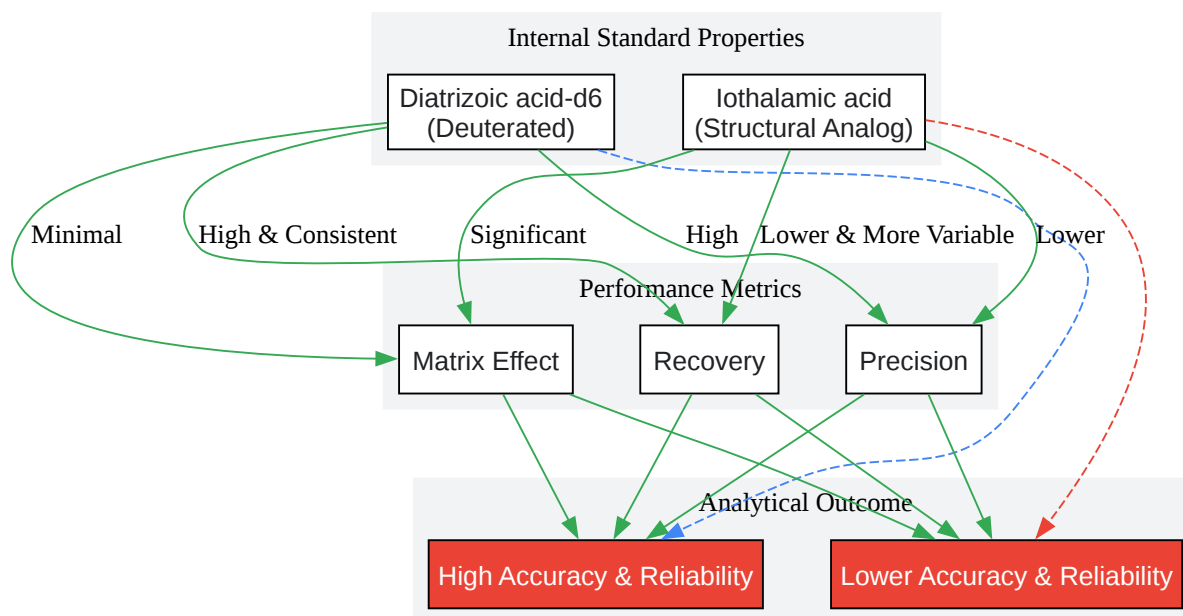 Internal Standard Properties
Diatrizoic acid-d6
(Deuterated)
Iothalamic acid
(Structural Analog)
Minimal
High & Consistent
Significant
High
Lower & More Variable
Lower
Performance Metrics
Matrix Effect
Recovery
Precision
Analytical Outcome
High Accuracy & Reliability
Lower Accuracy & Reliability